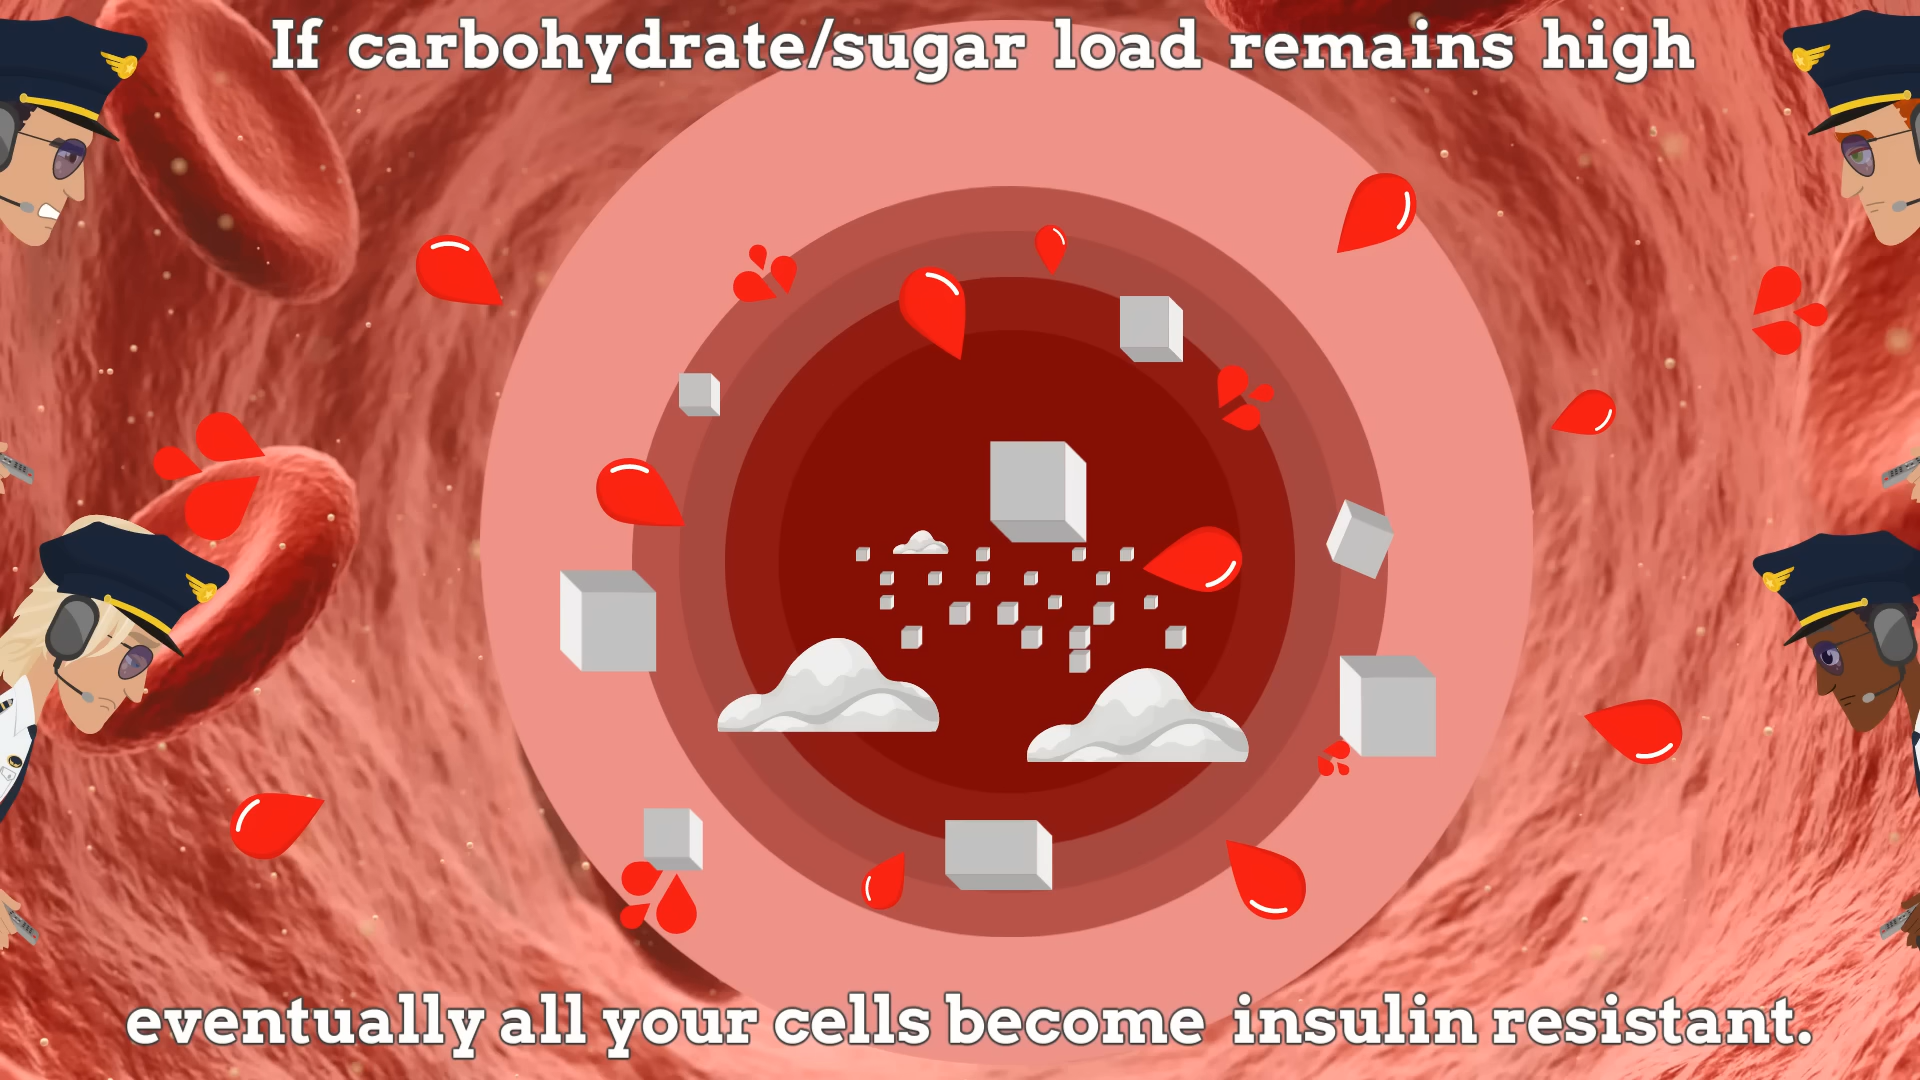 If carbohydrate/sugar load remains high
eventually all your cells become insulin resistant.